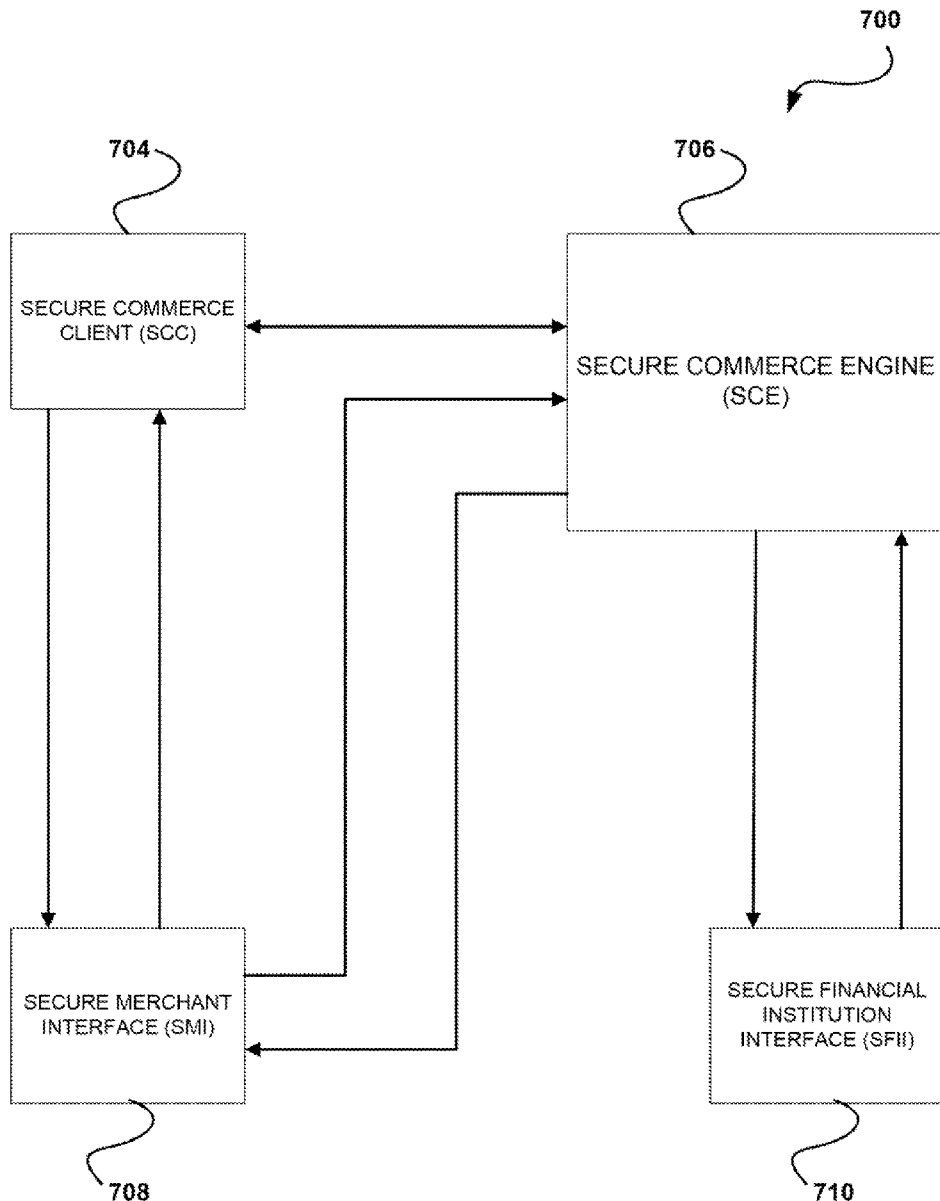 700
704
706
SECURE COMMERCE
CLIENT (SCC)
SECURE COMMERCE ENGINE
(SCE)
SECURE MERCHANT
INTERFACE (SMI)
SECURE FINANCIAL
INSTITUTION
INTERFACE (SFII)
708
710